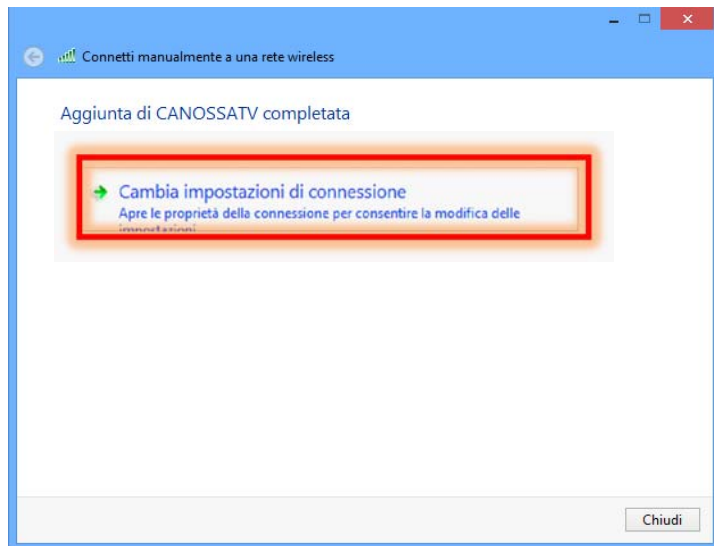 Connetti manualmente a una rete wireless
Aggiunta di CANOSSATV completata
Cambia impostazioni di connessione
Apre le proprietà della connessione per consentire la modifica delle
impostazioni
Chiudi